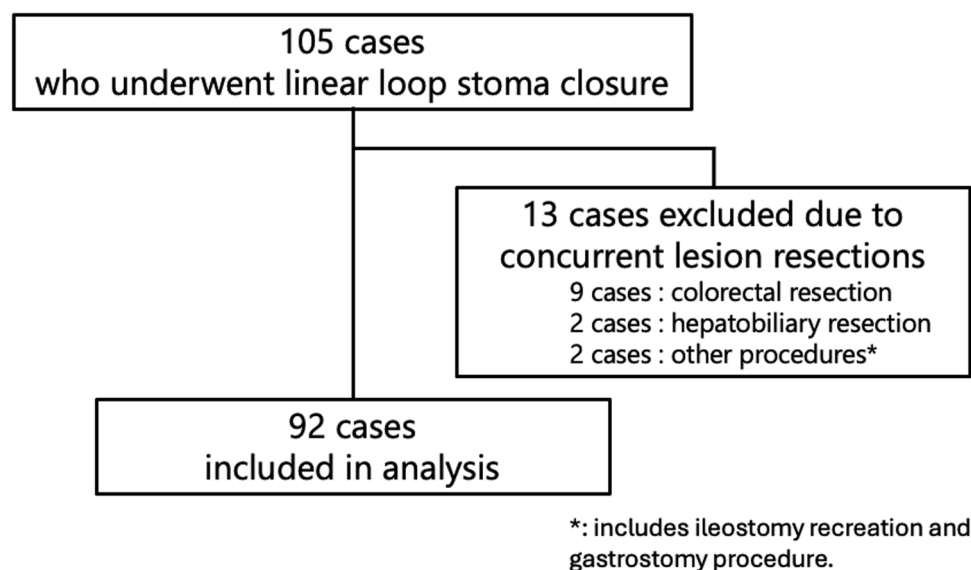 105 cases
who underwent linear loop stoma closure
13 cases excluded due to
concurrent lesion resections
9 cases : colorectal resection
2 cases : hepatobiliary resection
2 cases : other procedures*
92 cases
included in analysis
*: includes ileostomy recreation and
gastrostomy procedure.